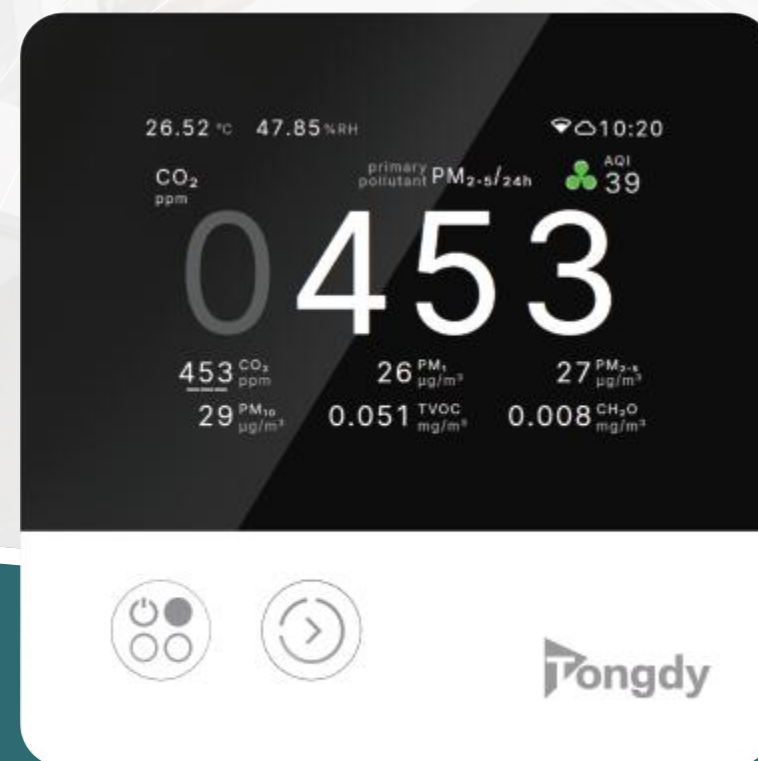 26.52 °C 47.85 %RH 10:20
CO₂ ppm primary pollutant PM₂.₅/24h AQI 39
0453
453 CO₂ ppm 26 PM₁ µg/m³ 27 PM₂.₅ µg/m³
29 PM₁₀ µg/m³ 0.051 TVOC mg/m³ 0.008 CH₂O mg/m³
Tongdy